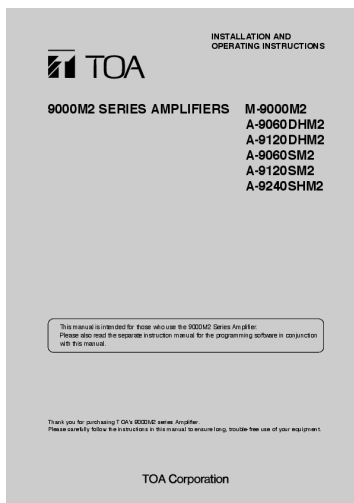 INSTALLATION AND
OPERATING INSTRUCTIONS
TOA
9000M2 SERIES AMPLIFIERS M-9000M2
A-9060DHM2
A-9120DHM2
A-9060SM2
A-9120SM2
A-9240SHM2
This manual is intended for those who use the 9000M2 Series Amplifier.
Please also read the separate instruction manual for the programming software in conjunction
with this manual.
Thank you for purchasing TOA's 9000M2 series Amplifier.
Please carefully follow the instructions in this manual to ensure long, trouble-free use of your equipment.
TOA Corporation